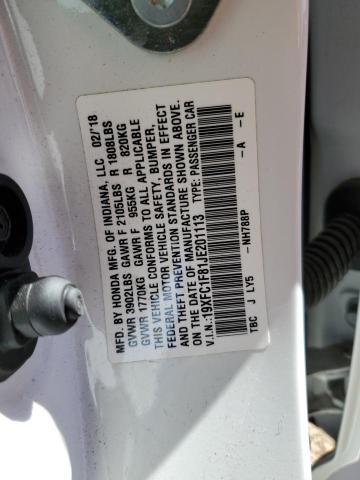 MFD. BY HONDA MFG. OF INDIANA, LLC 02/'18
GVWR 3902LBS GAWR F 2105LBS R 1808LBS
GVWR 1770KG GAWR F 955KG R 820KG
THIS VEHICLE CONFORMS TO ALL APPLICABLE
FEDERAL MOTOR VEHICLE SAFETY, BUMPER,
AND THEFT PREVENTION STANDARDS IN EFFECT
ON THE DATE OF MANUFACTURE SHOWN ABOVE.
V.I.N.:19XFC1F81JE201113 TYPE: PASSENGER CAR
TBC J LY5 - NH788P - A - E